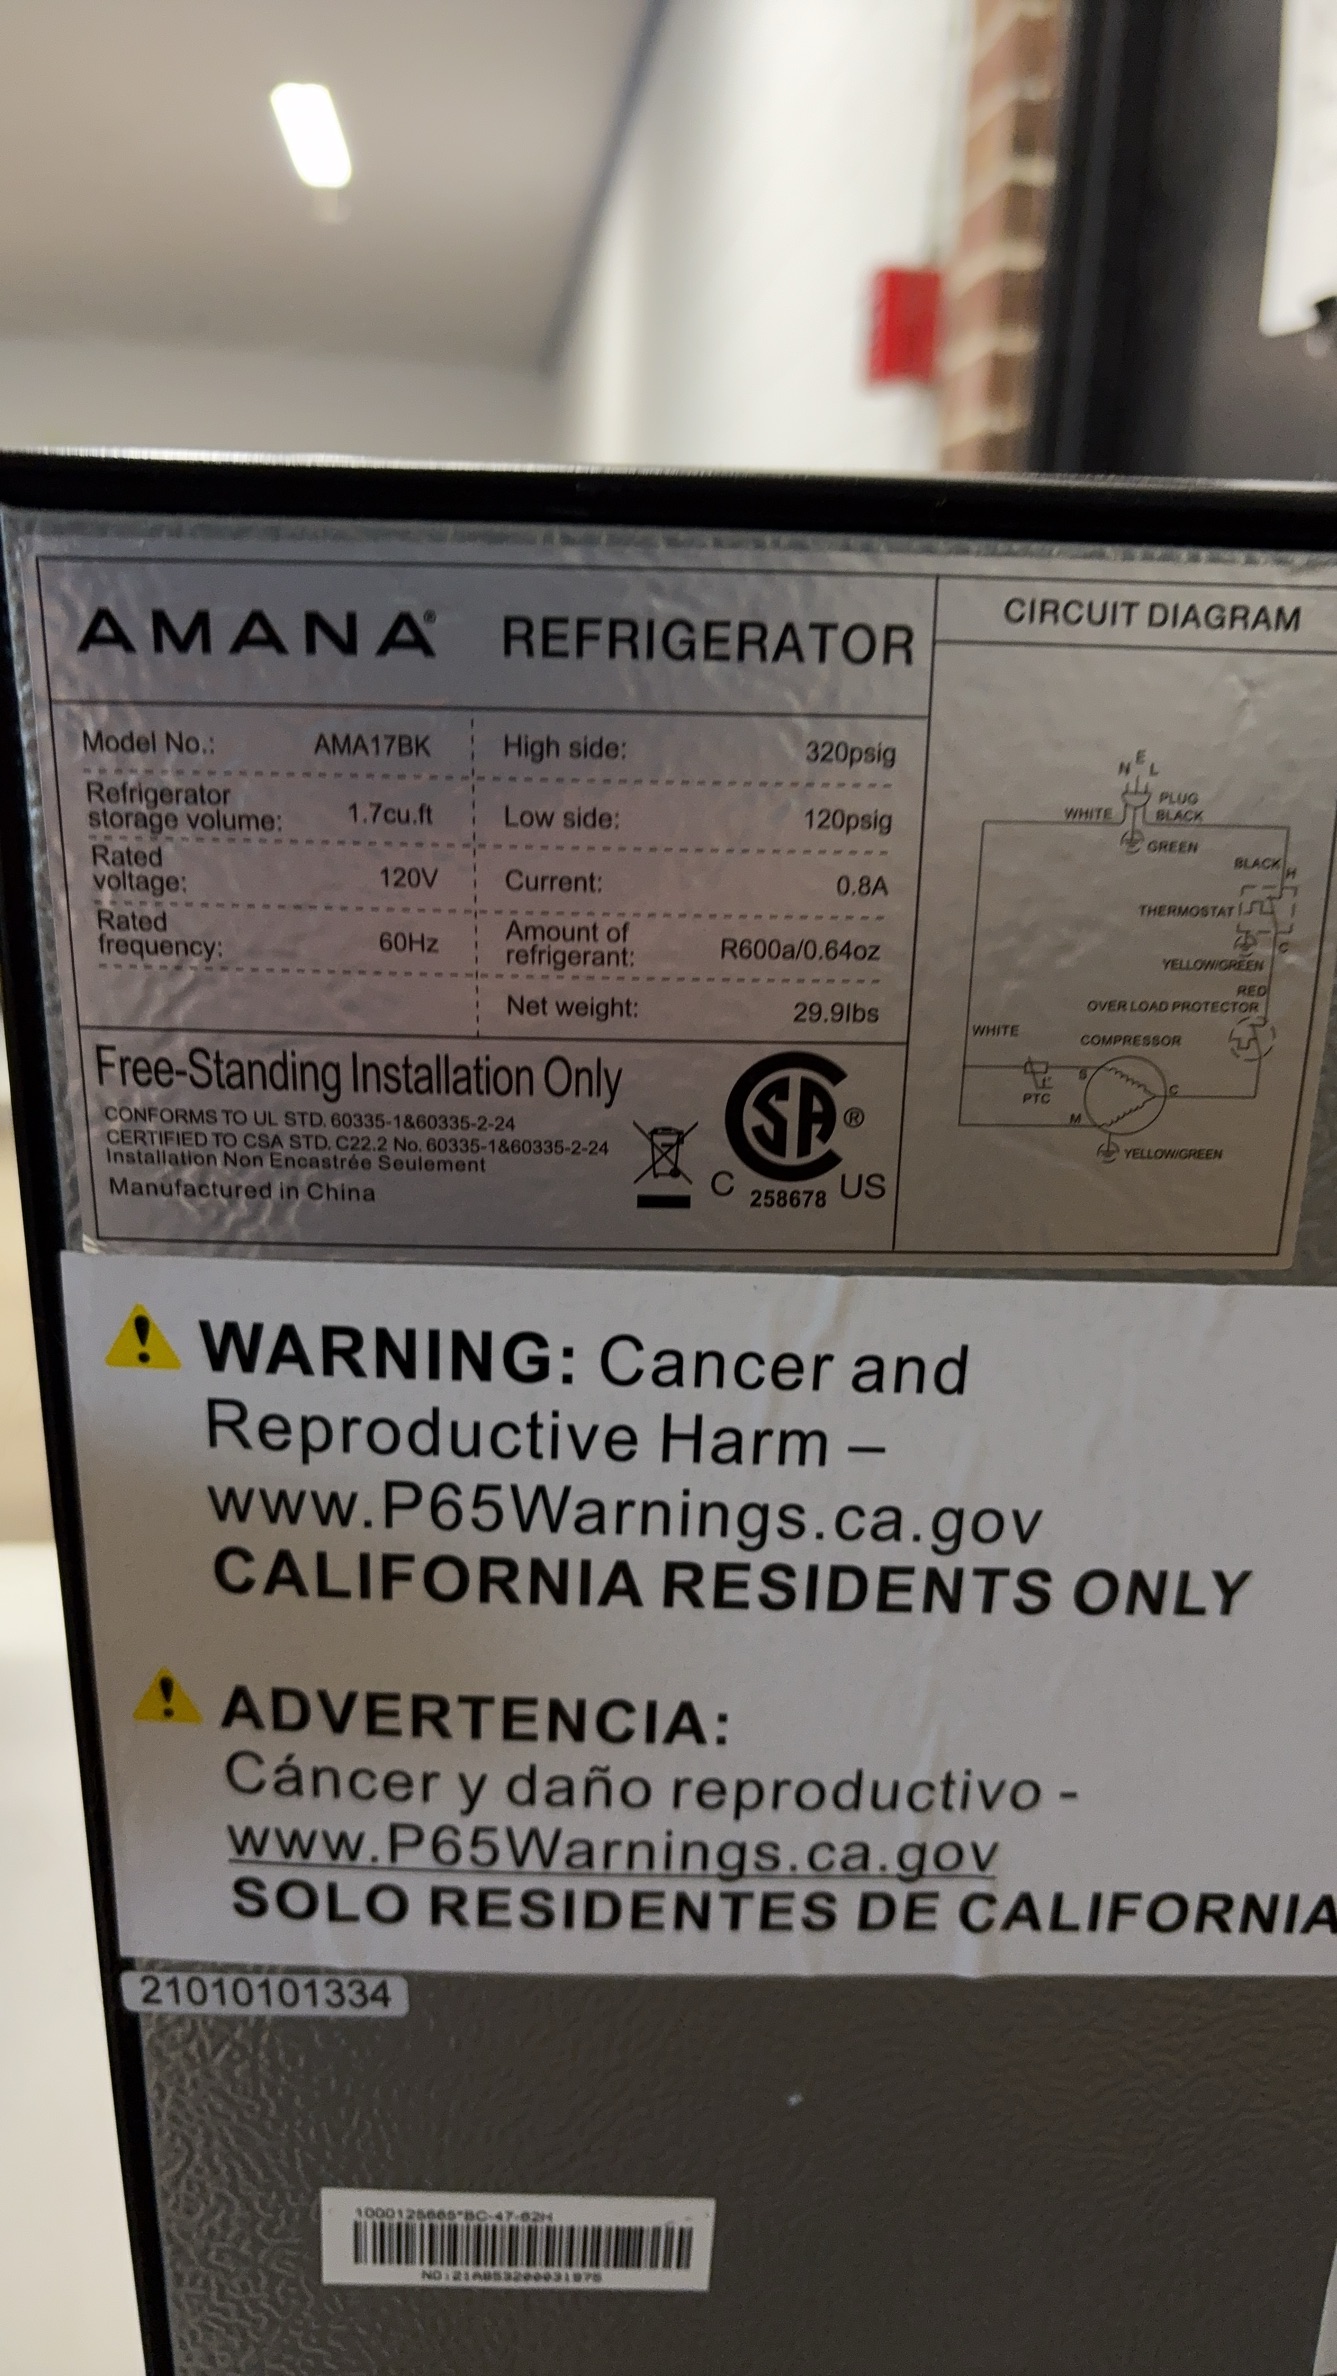 AMANA® REFRIGERATOR
Model No.: AMA17BK
Refrigerator
storage volume: 1.7cu.ft
Rated
voltage: 120V
Rated
frequency: 60Hz
High side: 320psig
Low side: 120psig
Current: 0.8A
Amount of
refrigerant: R600a/0.64oz
Net weight: 29.9lbs
Free-Standing Installation Only
CONFORMS TO UL STD. 60335-1&60335-2-24
CERTIFIED TO CSA STD. C22.2 No. 60335-1&60335-2-24
Installation Non Encastrée Seulement
Manufactured in China
SA ®
C 258678 US
CIRCUIT DIAGRAM
N E L
PLUG
WHITE BLACK
GREEN
BLACK H
THERMOSTAT
C
YELLOW/GREEN
RED
OVER LOAD PROTECTOR
WHITE
COMPRESSOR
S C
PTC
M
YELLOW/GREEN
WARNING: Cancer and
Reproductive Harm –
www.P65Warnings.ca.gov
CALIFORNIA RESIDENTS ONLY
ADVERTENCIA:
Cáncer y daño reproductivo -
www.P65Warnings.ca.gov
SOLO RESIDENTES DE CALIFORNIA
21010101334